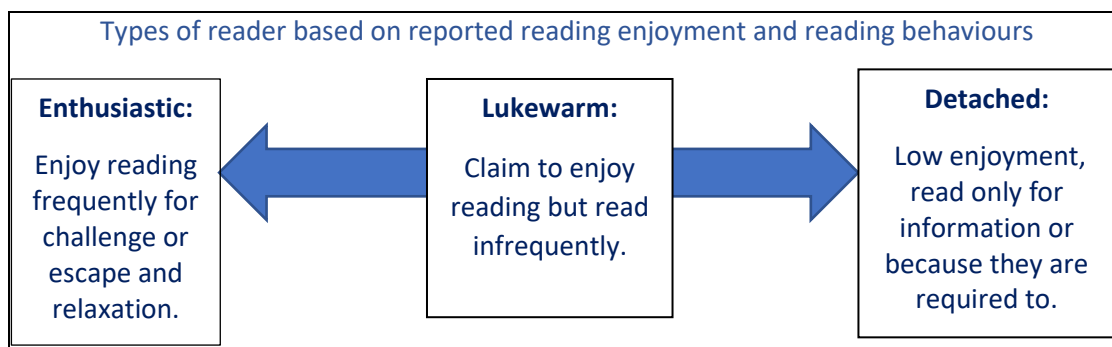 Types of reader based on reported reading enjoyment and reading behaviours
Enthusiastic:
Enjoy reading
frequently for
challenge or
escape and
relaxation.
Lukewarm:
Claim to enjoy
reading but read
infrequently.
Detached:
Low enjoyment,
read only for
information or
because they are
required to.